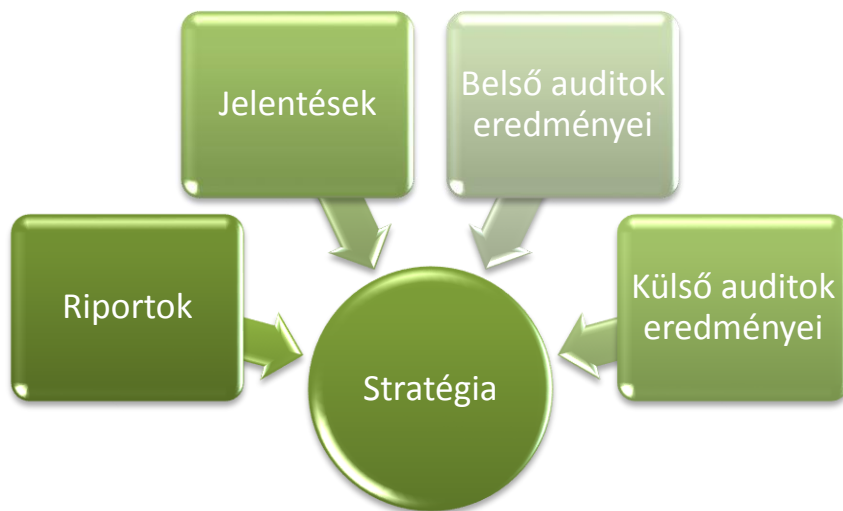 Jelentések
Belső auditok
eredményei
Riportok
Külső auditok
eredményei
Stratégia